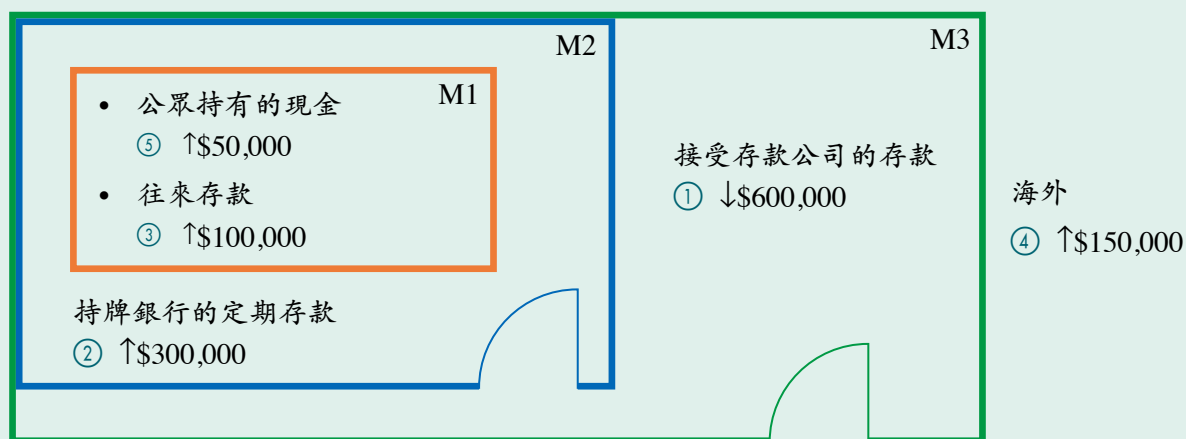 M2
M3
M1
• 公眾持有的現金
⑤ ↑$50,000
• 往來存款
③ ↑$100,000
持牌銀行的定期存款
② ↑$300,000
接受存款公司的存款
① ↓$600,000
海外
④ ↑$150,000